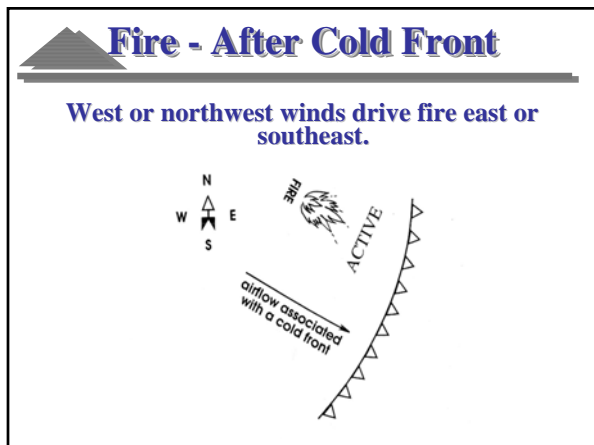 Fire - After Cold Front
West or northwest winds drive fire east or
southeast.
N
W E
S
FIRE
ACTIVE
airflow associated
with a cold front